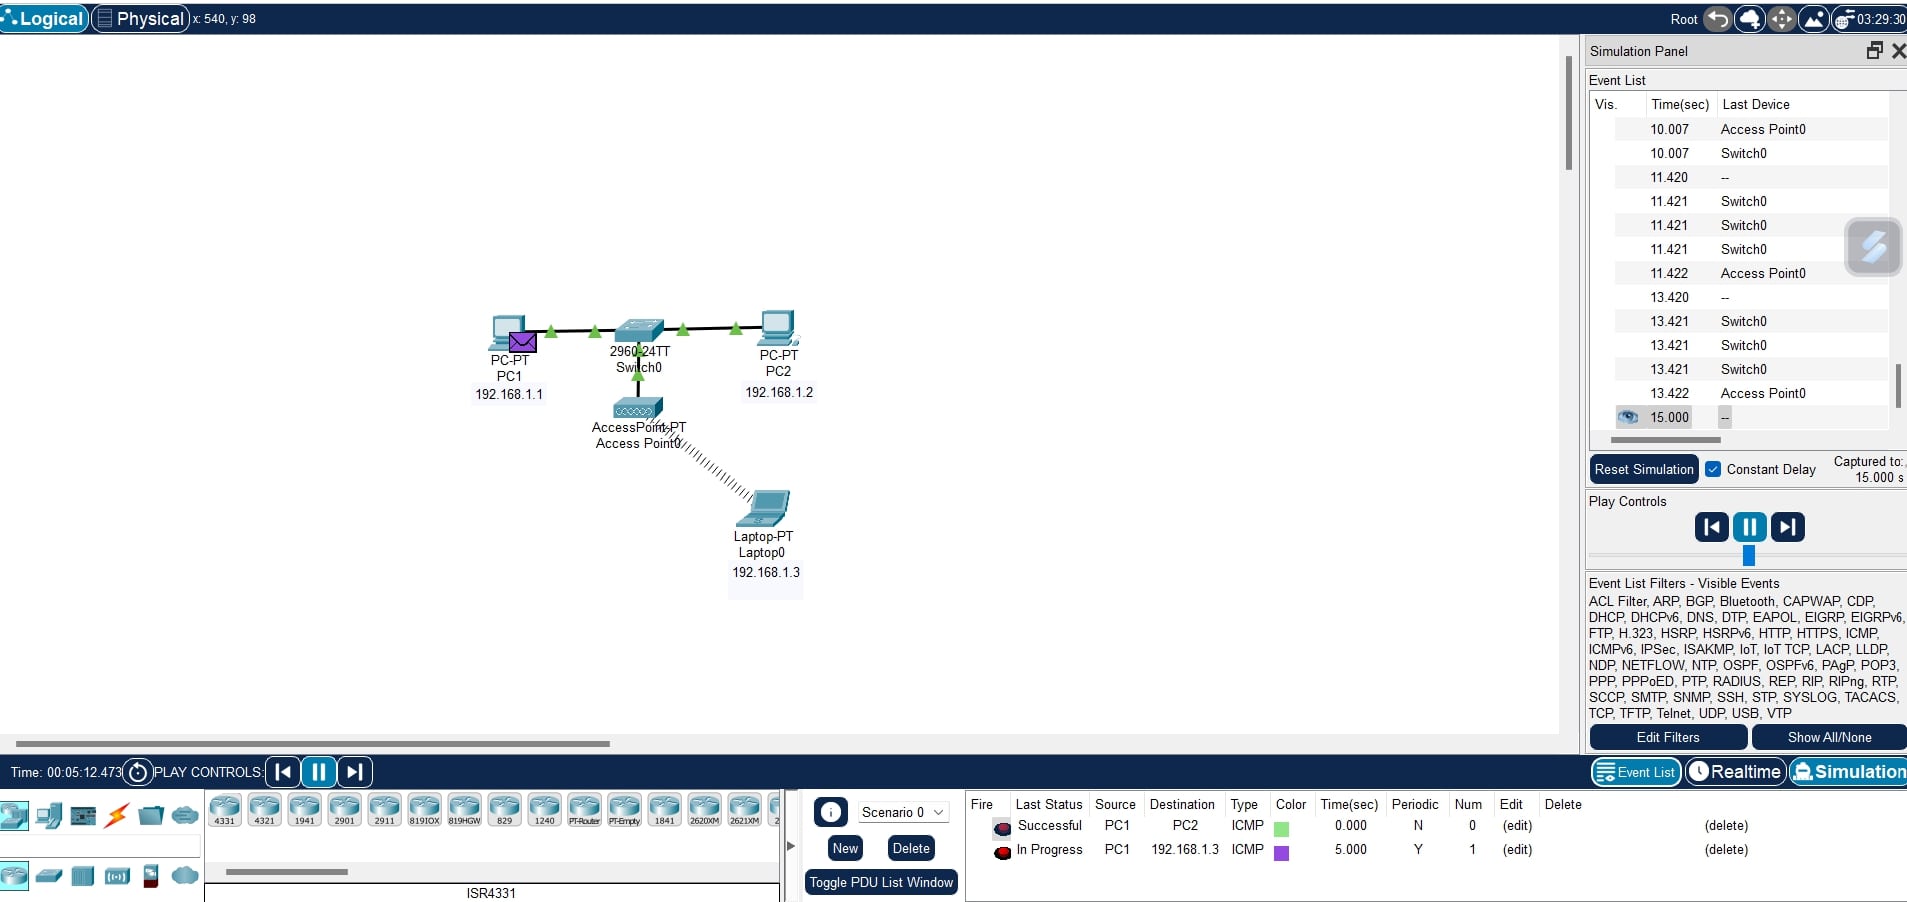 Logical Physical x: 540, y: 98 Root 03:29:30
Simulation Panel
Event List
Vis. Time(sec) Last Device
10.007 Access Point0
10.007 Switch0
11.420 --
11.421 Switch0
11.421 Switch0
11.421 Switch0
11.422 Access Point0
13.420 --
13.421 Switch0
13.421 Switch0
13.421 Switch0
13.422 Access Point0
15.000 --
Reset Simulation Constant Delay Captured to:
15.000 s
Play Controls
Event List Filters - Visible Events
ACL Filter, ARP, BGP, Bluetooth, CAPWAP, CDP,
DHCP, DHCPv6, DNS, DTP, EAPOL, EIGRP, EIGRPv6,
FTP, H.323, HSRP, HSRPv6, HTTP, HTTPS, ICMP,
ICMPv6, IPSec, ISAKMP, IoT, IoT TCP, LACP, LLDP,
NDP, NETFLOW, NTP, OSPF, OSPFv6, PAgP, POP3,
PPP, PPPoED, PTP, RADIUS, REP, RIP, RIPng, RTP,
SCCP, SMTP, SNMP, SSH, STP, SYSLOG, TACACS,
TCP, TFTP, Telnet, UDP, USB, VTP
Edit Filters Show All/None
PC-PT
PC1
192.168.1.1
2960-24TT
Switch0
PC-PT
PC2
192.168.1.2
AccessPoint-PT
Access Point0
Laptop-PT
Laptop0
192.168.1.3
Time: 00:05:12.473 PLAY CONTROLS: Event List Realtime Simulation
4331 4321 1941 2901 2911 819IOX 819HGW 829 1240 PT-Router PT-Empty 1841 2620XM 2621XM 2
ISR4331
Scenario 0
New Delete
Toggle PDU List Window
Fire Last Status Source Destination Type Color Time(sec) Periodic Num Edit Delete
Successful PC1 PC2 ICMP 0.000 N 0 (edit) (delete)
In Progress PC1 192.168.1.3 ICMP 5.000 Y 1 (edit) (delete)